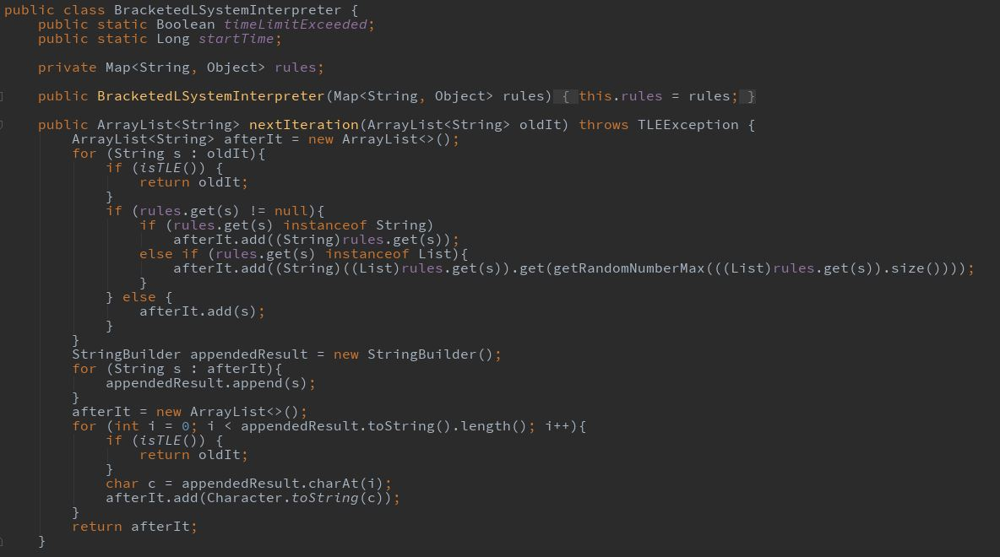 public class BracketedLSystemInterpreter {
    public static Boolean timeLimitExceeded;
    public static Long startTime;

    private Map<String, Object> rules;

    public BracketedLSystemInterpreter(Map<String, Object> rules) { this.rules = rules; }

    public ArrayList<String> nextIteration(ArrayList<String> oldIt) throws TLEException {
        ArrayList<String> afterIt = new ArrayList<>();
        for (String s : oldIt){
            if (isTLE()) {
                return oldIt;
            }
            if (rules.get(s) != null){
                if (rules.get(s) instanceof String)
                    afterIt.add((String)rules.get(s));
                else if (rules.get(s) instanceof List){
                    afterIt.add((String)((List)rules.get(s)).get(getRandomNumberMax(((List)rules.get(s)).size())));
                }
            } else {
                afterIt.add(s);
            }
        }
        StringBuilder appendedResult = new StringBuilder();
        for (String s : afterIt){
            appendedResult.append(s);
        }
        afterIt = new ArrayList<>();
        for (int i = 0; i < appendedResult.toString().length(); i++){
            if (isTLE()) {
                return oldIt;
            }
            char c = appendedResult.charAt(i);
            afterIt.add(Character.toString(c));
        }
        return afterIt;
    }